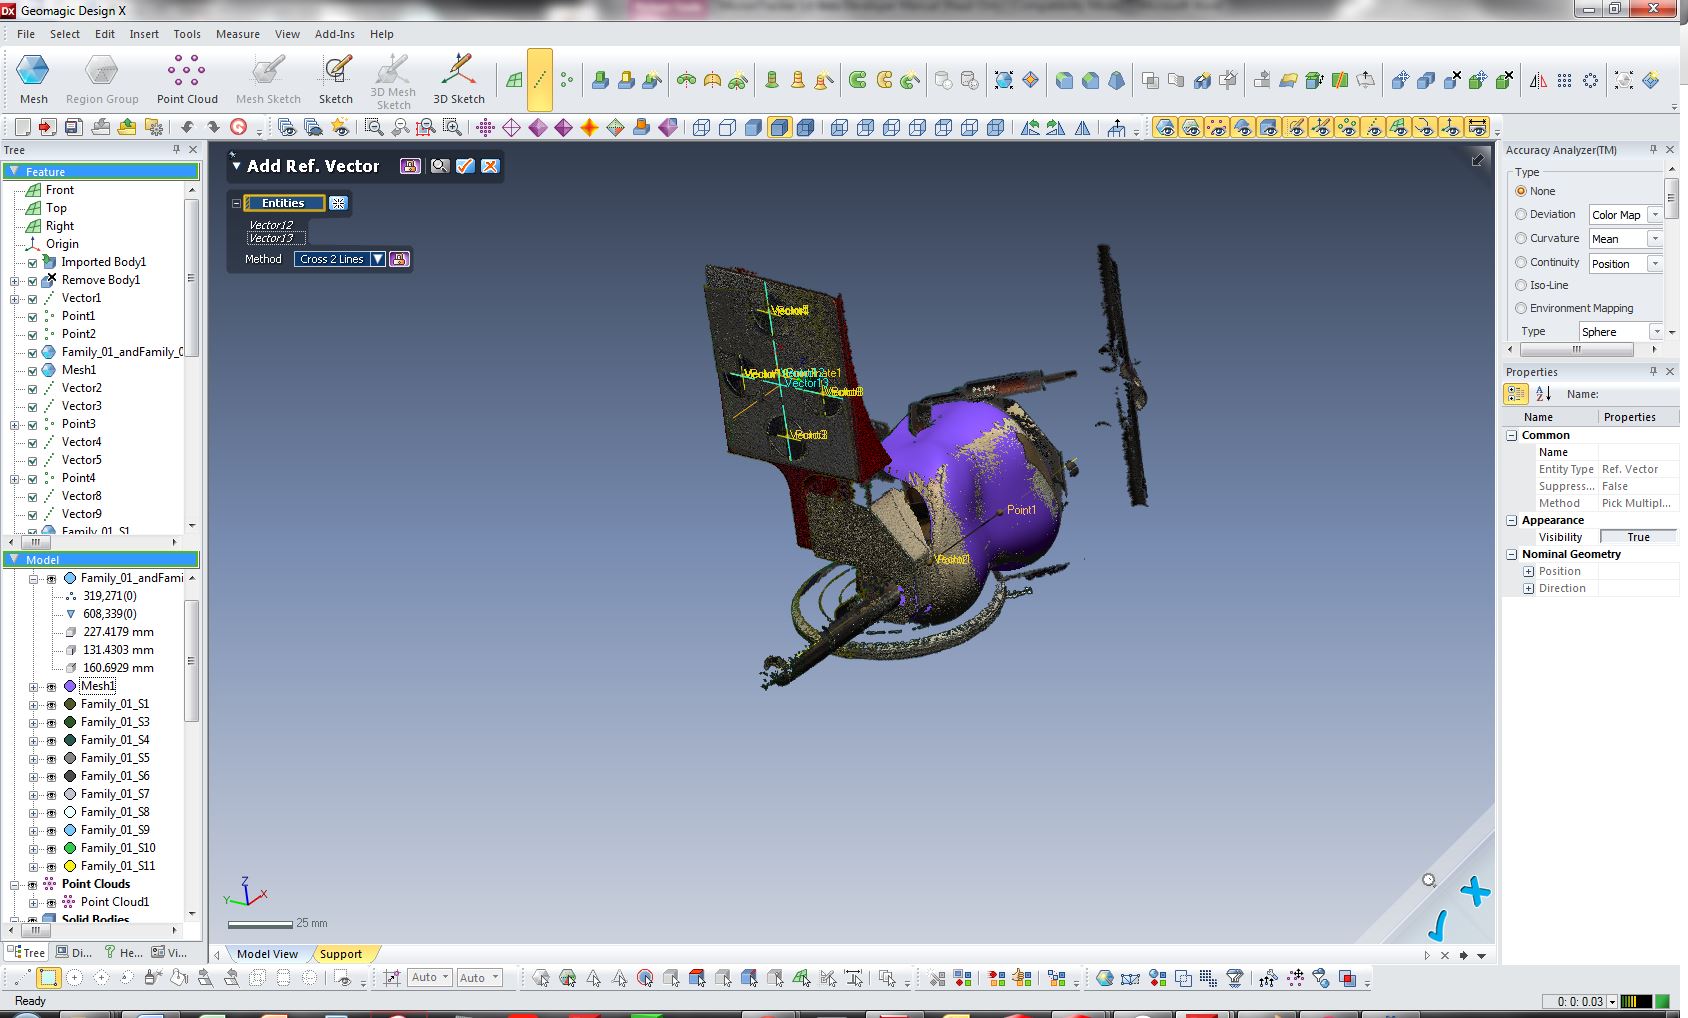 Geomagic Design X
File Select Edit Insert Tools Measure View Add-Ins Help
Mesh Region Group Point Cloud Mesh Sketch Sketch 3D Mesh Sketch 3D Sketch
Tree
Feature
Front
Top
Right
Origin
Imported Body1
Remove Body1
Vector1
Point1
Point2
Family_01_andFamily_0
Mesh1
Vector2
Vector3
Point3
Vector4
Vector5
Point4
Vector8
Vector9
Family_01_S1
Model
Family_01_andFami
319,271(0)
608,339(0)
227.4179 mm
131.4303 mm
160.6929 mm
Mesh1
Family_01_S1
Family_01_S3
Family_01_S4
Family_01_S5
Family_01_S6
Family_01_S7
Family_01_S8
Family_01_S9
Family_01_S10
Family_01_S11
Point Clouds
Point Cloud1
Solid Bodies
Tree Di... He... Vi...
Add Ref. Vector
Entities
Vector12
Vector13
Method Cross 2 Lines
Vector13
Point1
Z
Y X
25 mm
Model View Support
Accuracy Analyzer(TM)
Type
None
Deviation Color Map
Curvature Mean
Continuity Position
Iso-Line
Environment Mapping
Type Sphere
Properties
Name:
Name Properties
Common
Name
Entity Type Ref. Vector
Suppress... False
Method Pick Multipl...
Appearance
Visibility True
Nominal Geometry
Position
Direction
Auto Auto
Ready
0: 0: 0.03